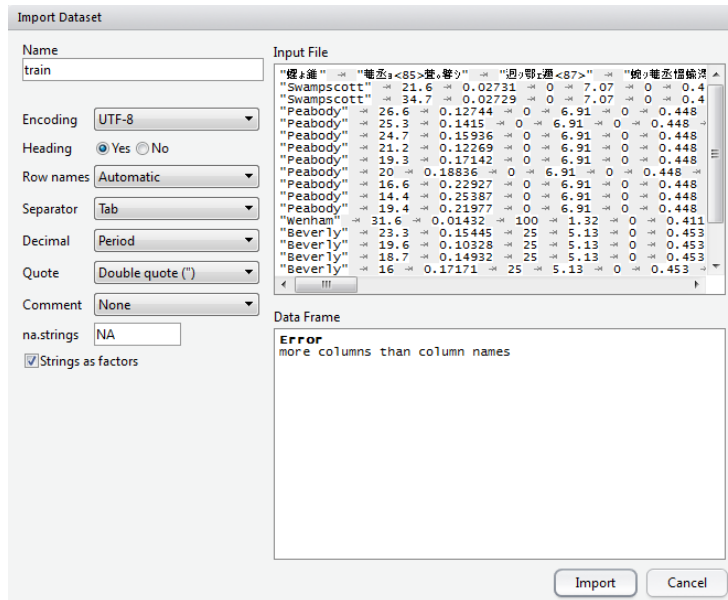 Import Dataset
Name
train
Encoding UTF-8
Heading Yes No
Row names Automatic
Separator Tab
Decimal Period
Quote Double quote (")
Comment None
na.strings NA
Strings as factors
Input File
"Swampscott" → 21.6 → 0.02731 → 0 → 7.07 → 0 → 0.4
"Swampscott" → 34.7 → 0.02729 → 0 → 7.07 → 0 → 0.4
"Peabody" → 26.6 → 0.12744 → 0 → 6.91 → 0 → 0.448
"Peabody" → 25.3 → 0.1415 → 0 → 6.91 → 0 → 0.448 →
"Peabody" → 24.7 → 0.15936 → 0 → 6.91 → 0 → 0.448
"Peabody" → 21.2 → 0.12269 → 0 → 6.91 → 0 → 0.448
"Peabody" → 19.3 → 0.17142 → 0 → 6.91 → 0 → 0.448
"Peabody" → 20 → 0.18836 → 0 → 6.91 → 0 → 0.448 →
"Peabody" → 16.6 → 0.22927 → 0 → 6.91 → 0 → 0.448
"Peabody" → 14.4 → 0.25387 → 0 → 6.91 → 0 → 0.448
"Peabody" → 19.4 → 0.21977 → 0 → 6.91 → 0 → 0.448
"Wenham" → 31.6 → 0.01432 → 100 → 1.32 → 0 → 0.411
"Beverly" → 23.3 → 0.15445 → 25 → 5.13 → 0 → 0.453
"Beverly" → 19.6 → 0.10328 → 25 → 5.13 → 0 → 0.453
"Beverly" → 18.7 → 0.14932 → 25 → 5.13 → 0 → 0.453
"Beverly" → 16 → 0.17171 → 25 → 5.13 → 0 → 0.453 →
Data Frame
Error
more columns than column names
Import Cancel